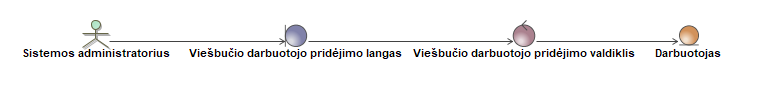 Sistemos administratorius Viešbučio darbuotojo pridėjimo langas Viešbučio darbuotojo pridėjimo valdiklis Darbuotojas